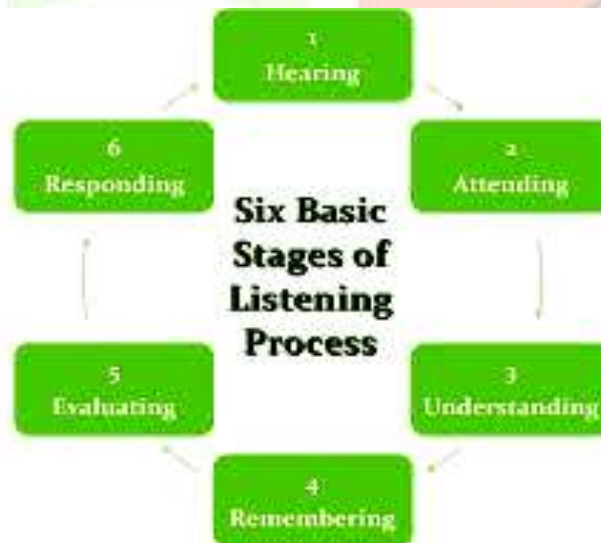 1
Hearing
2
Attending
3
Understanding
4
Remembering
5
Evaluating
6
Responding
Six Basic
Stages of
Listening
Process